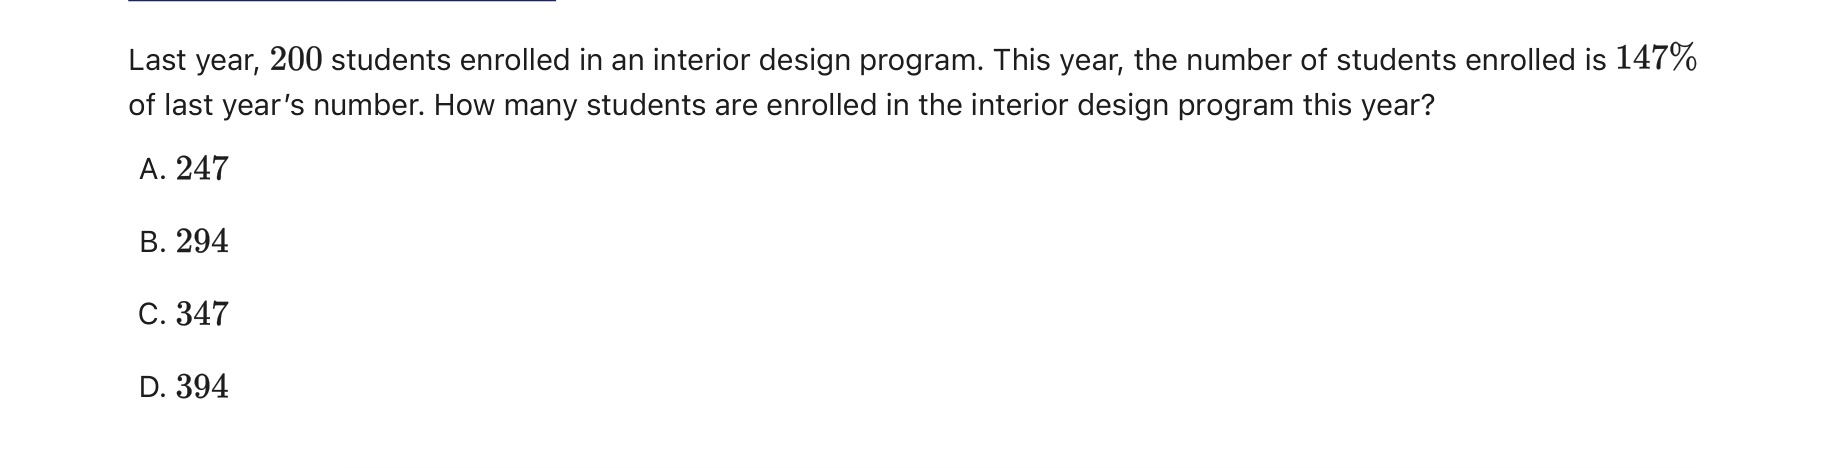 Last year, 200 students enrolled in an interior design program. This year, the number of students enrolled is 147%
of last year's number. How many students are enrolled in the interior design program this year?
A. 247
B. 294
C. 347
D. 394